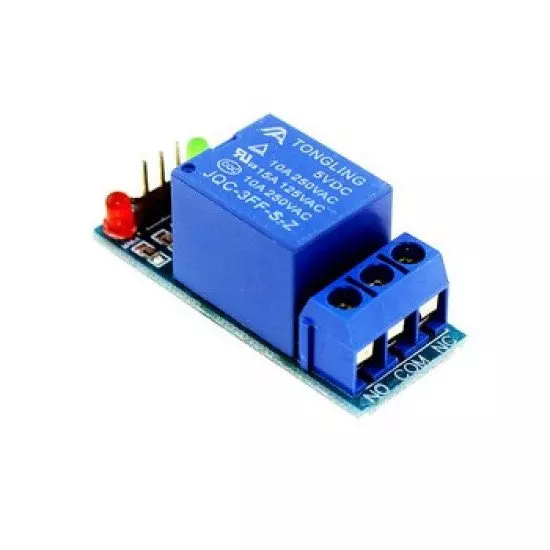 TONGLING
5VDC
10A 250VAC
15A 125VAC
10A 250VAC
JQC-3FF-S-Z
NO COM NC